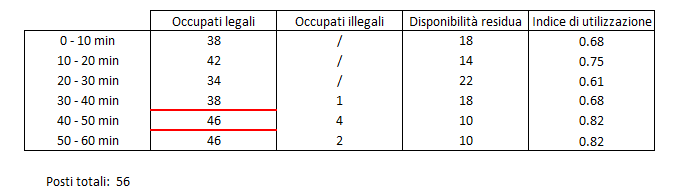 Occupati legali Occupati illegali Disponibilità residua Indice di utilizzazione
0 - 10 min 38 / 18 0.68
10 - 20 min 42 / 14 0.75
20 - 30 min 34 / 22 0.61
30 - 40 min 38 1 18 0.68
40 - 50 min 46 4 10 0.82
50 - 60 min 46 2 10 0.82
Posti totali: 56